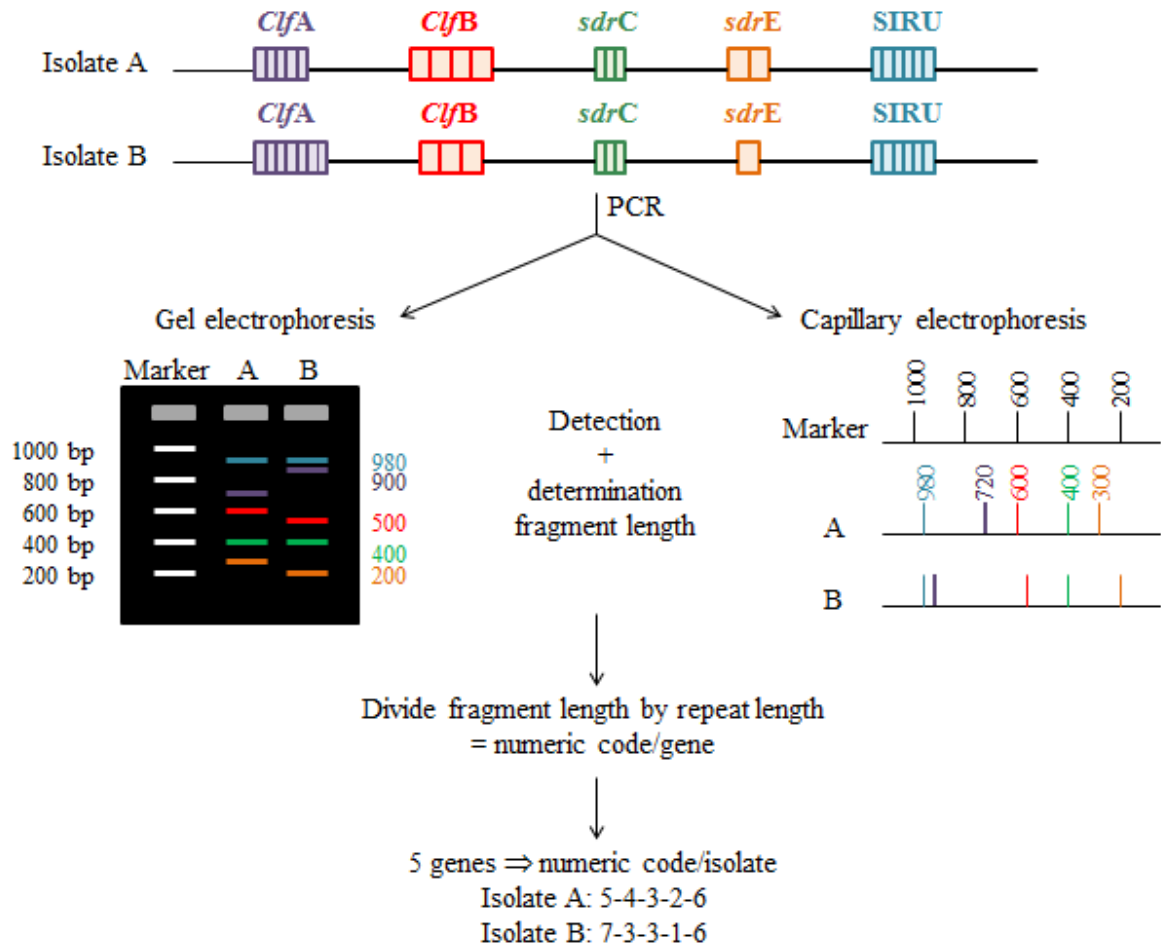 ClfA ClfB sdrC sdrE SIRU
Isolate A
ClfA ClfB sdrC sdrE SIRU
Isolate B
PCR
Gel electrophoresis
Marker A B
1000 bp
800 bp
600 bp
400 bp
200 bp
980
900
500
400
200
Detection
+
determination
fragment length
Capillary electrophoresis
1000 800 600 400 200
Marker
980 720 600 400 300
A
B
Divide fragment length by repeat length
= numeric code/gene
5 genes ⇒ numeric code/isolate
Isolate A: 5-4-3-2-6
Isolate B: 7-3-3-1-6